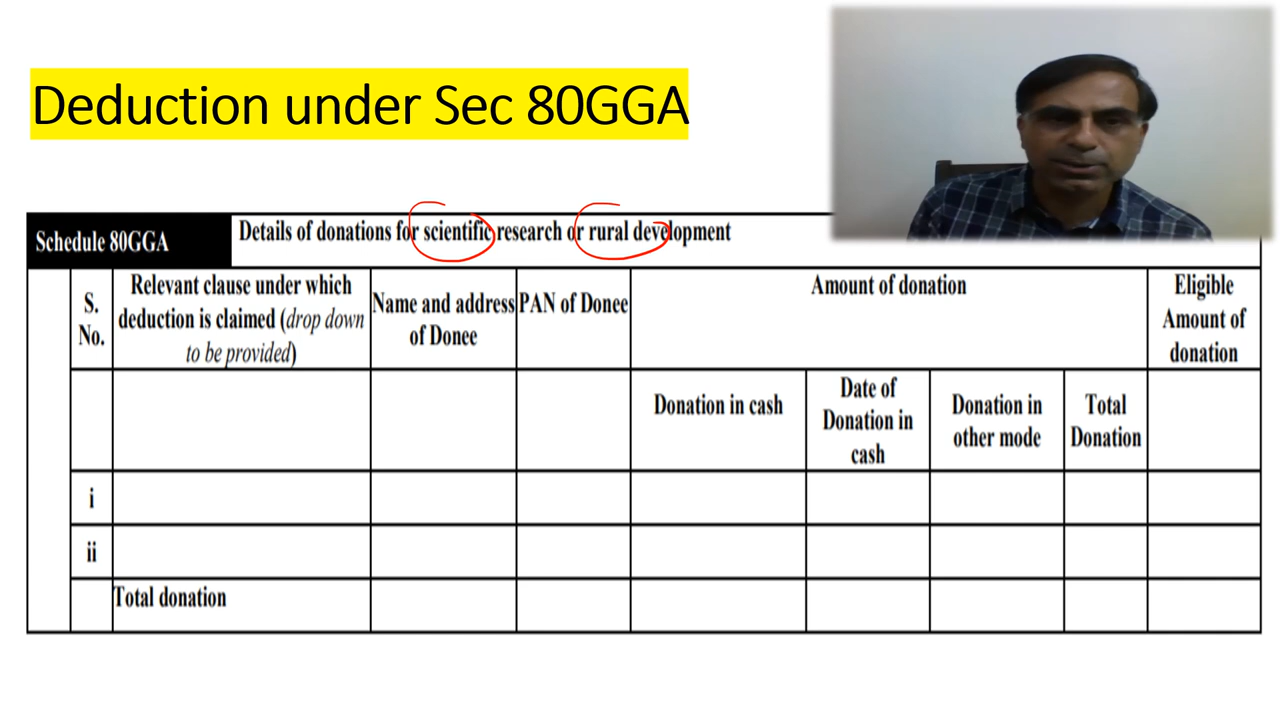 Deduction under Sec 80GGA
Schedule 80GGA
Details of donations for scientific research or rural development
S.
No.
Relevant clause under which
deduction is claimed (drop down
to be provided)
Name and address
of Donee
PAN of Donee
Amount of donation
Eligible
Amount of
donation
Donation in cash
Date of
Donation in
cash
Donation in
other mode
Total
Donation
i
ii
Total donation